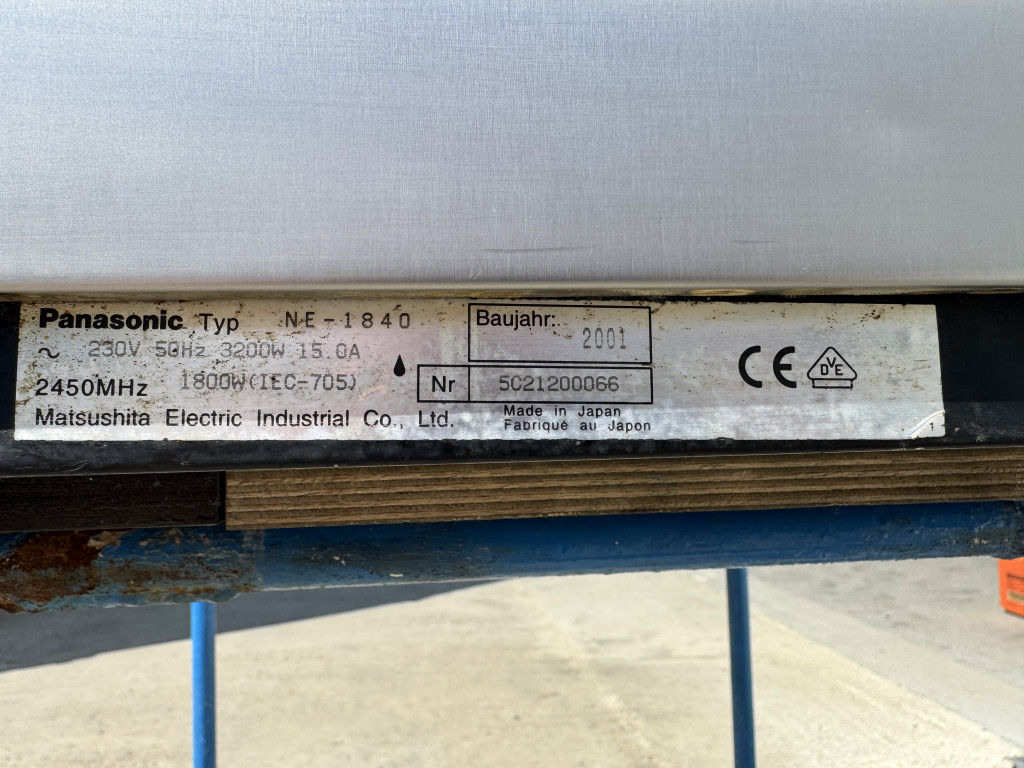 Panasonic Typ NE-1840
~ 230V 50Hz 3200W 15.0A
2450MHz 1800W(IEC-705)
Matsushita Electric Industrial Co., Ltd.
Baujahr: 2001
Nr 5C21200066
Made in Japan
Fabriqué au Japon
CE
VDE
1